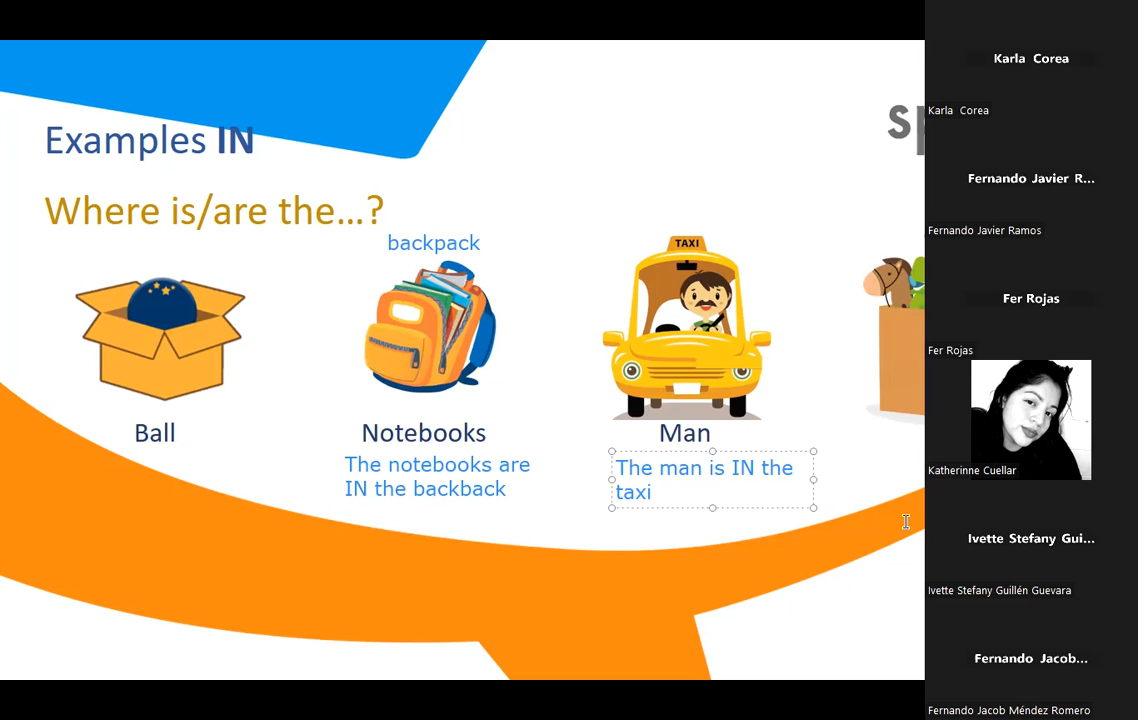 Examples IN
Where is/are the...?
backpack
TAXI
Ball
Notebooks
Man
The notebooks are
IN the backback
The man is IN the
taxi
Karla Corea
Karla Corea
Fernando Javier R...
Fernando Javier Ramos
Fer Rojas
Fer Rojas
Katherinne Cuellar
Ivette Stefany Gui...
Ivette Stefany Guillén Guevara
Fernando Jacob...
Fernando Jacob Méndez Romero